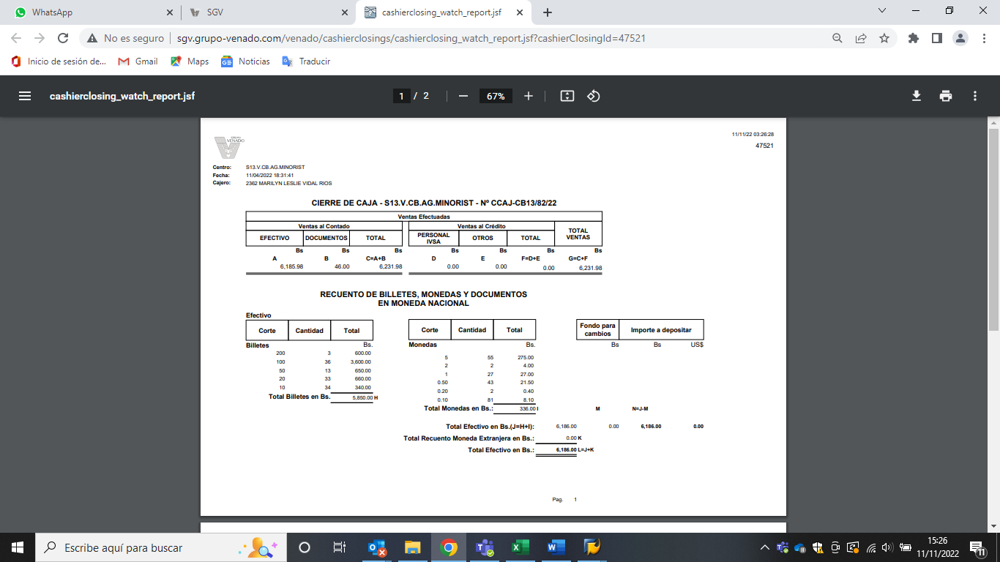 WhatsApp
SGV
cashierclosing_watch_report.jsf
No es seguro
sgv.grupo-venado.com/venado/cashierclosings/cashierclosing_watch_report.jsf?cashierClosingId=47521
Inicio de sesión de...
Gmail
Maps
Noticias
Traducir
cashierclosing_watch_report.jsf
1 / 2
67%
GRUPO
VENADO
11/11/22 03:26:28
47521
Centro: S13.V.CB.AG.MINORIST
Fecha: 11/04/2022 18:31:41
Cajero: 2362 MARILYN LESLIE VIDAL RIOS
CIERRE DE CAJA - S13.V.CB.AG.MINORIST - Nº CCAJ-CB13/82/22
Ventas Efectuadas
Ventas al Contado Ventas al Crédito TOTAL VENTAS
EFECTIVO DOCUMENTOS TOTAL PERSONAL IVSA OTROS TOTAL
Bs Bs Bs Bs Bs Bs Bs
A B C=A+B D E F=D+E G=C+F
6,185.98 46.00 6,231.98 0.00 0.00 0.00 6,231.98
RECUENTO DE BILLETES, MONEDAS Y DOCUMENTOS
EN MONEDA NACIONAL
Efectivo
Corte Cantidad Total
Billetes Bs.
200 3 600.00
100 36 3,600.00
50 13 650.00
20 33 660.00
10 34 340.00
Total Billetes en Bs. 5,850.00 H
Corte Cantidad Total
Monedas Bs.
5 55 275.00
2 2 4.00
1 27 27.00
0.50 43 21.50
0.20 2 0.40
0.10 81 8.10
Total Monedas en Bs.: 336.00 I
Fondo para cambios Importe a depositar
Bs Bs US$
M N=J-M
Total Efectivo en Bs.(J=H+I): 6,186.00 0.00 6,186.00 0.00
Total Recuento Moneda Extranjera en Bs.: 0.00 K
Total Efectivo en Bs.: 6,186.00 L=J+K
Pag. 1
Escribe aquí para buscar
15:26
11/11/2022
11